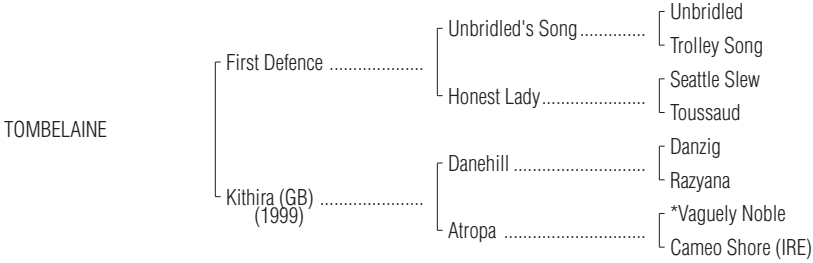 Unbridled
Unbridled's Song..............
Trolley Song
First Defence ....................
Seattle Slew
Honest Lady......................
Toussaud
TOMBELAINE
Danzig
Danehill ............................
Razyana
Kithira (GB) ......................
(1999)
*Vaguely Noble
Atropa ..............................
Cameo Shore (IRE)